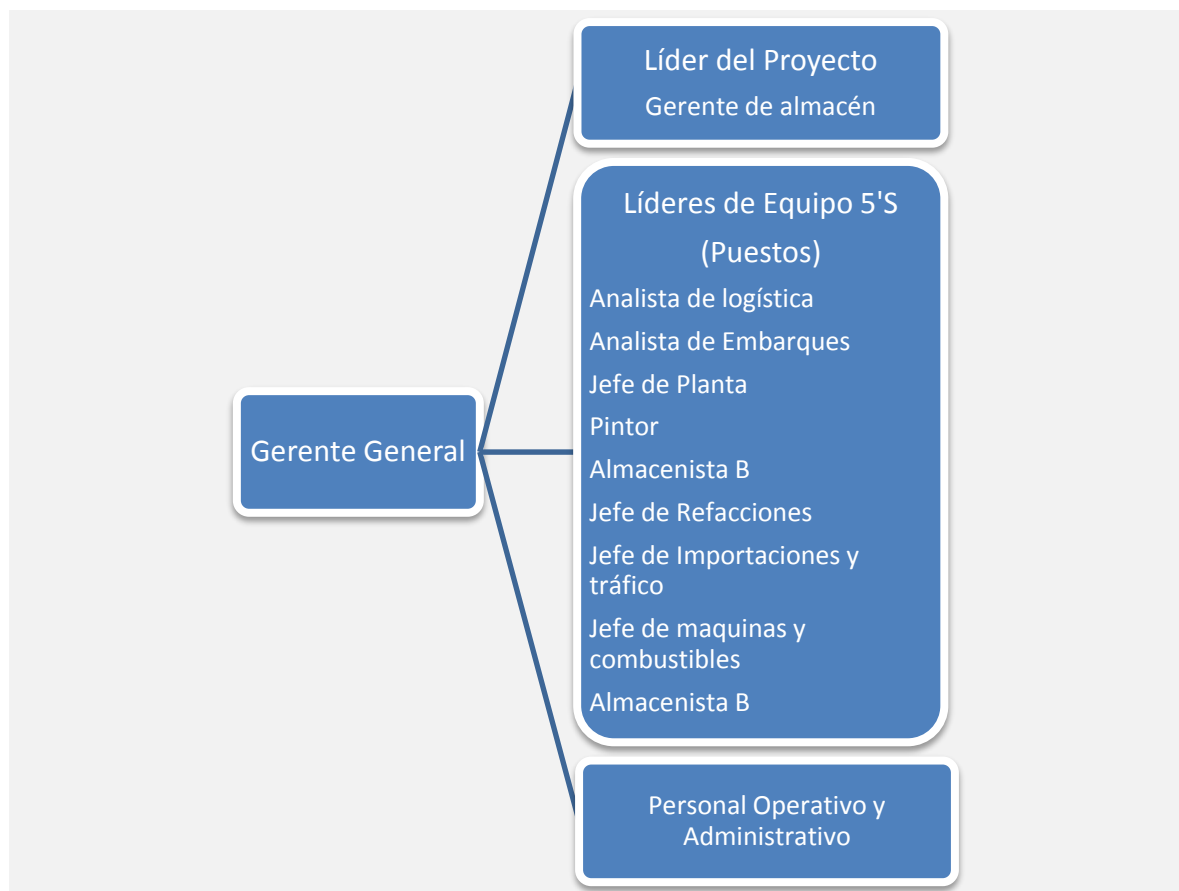 Líder del Proyecto
Gerente de almacén
Líderes de Equipo 5'S
(Puestos)
Analista de logística
Analista de Embarques
Jefe de Planta
Pintor
Almacenista B
Jefe de Refacciones
Jefe de Importaciones y
tráfico
Jefe de maquinas y
combustibles
Almacenista B
Gerente General
Personal Operativo y
Administrativo